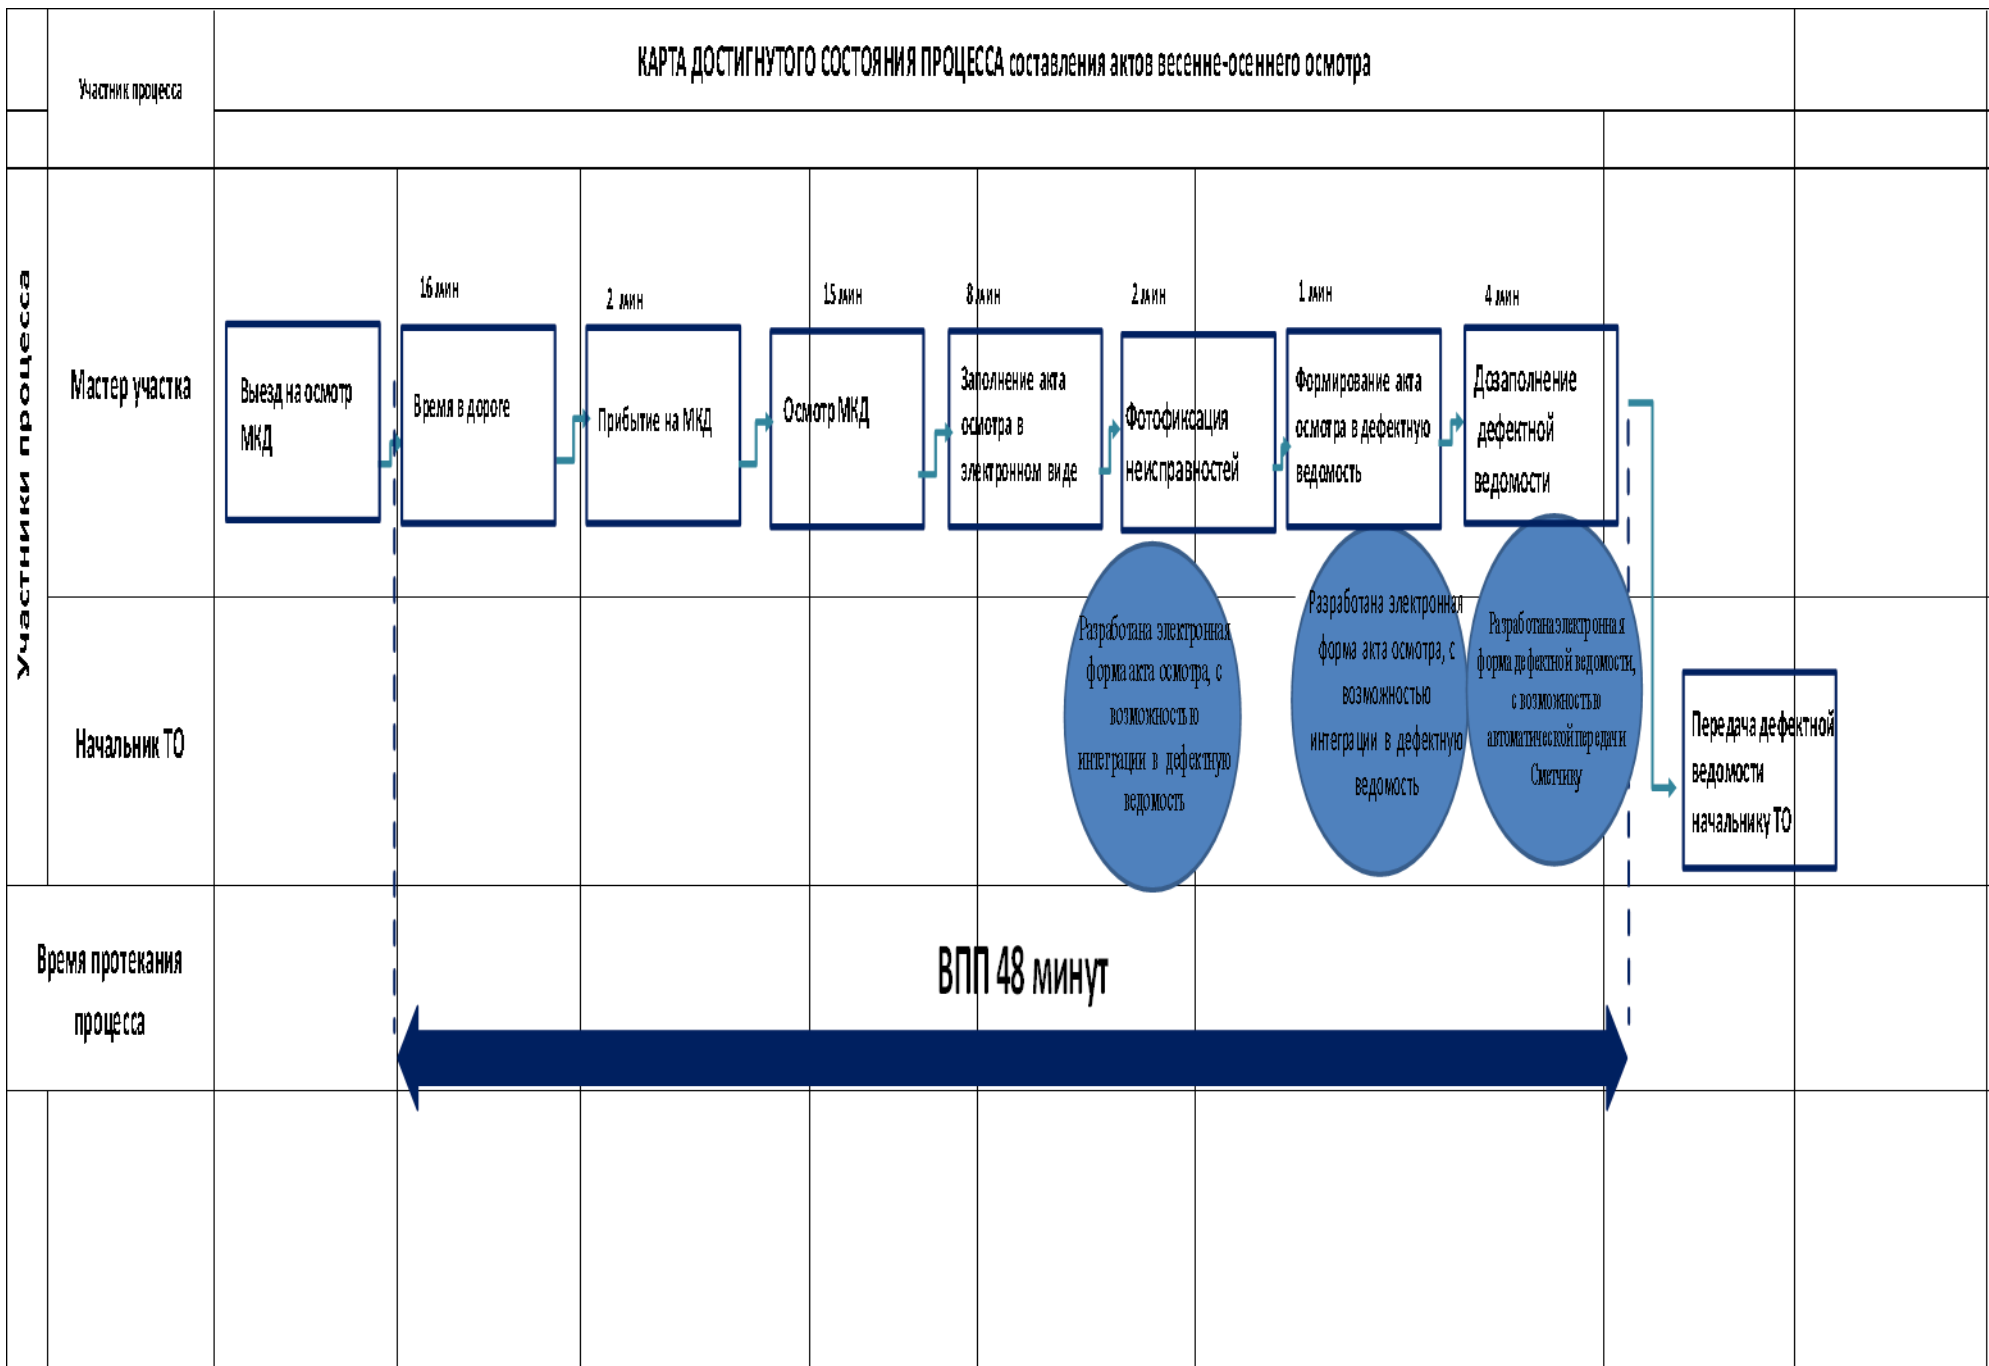 КАРТА ДОСТИГНУТОГО СОСТОЯНИЯ ПРОЦЕССА составления актов весенне-осеннего осмотра
Участник процесса
Участники процесса
Мастер участка
16 мин
2 мин
15 мин
8 мин
2 мин
1 мин
4 мин
Выезд на осмотр
МКД
Время в дороге
Прибытие на МКД
Осмотр МКД
Заполнение акта
осмотра в
электронном виде
Фотофиксация
неисправностей
Формирование акта
осмотра в дефектную
ведомость
Дозаполнение
дефектной
ведомости
Начальник ТО
Разработана электронная
форма акта осмотра, с
возможностью
интеграции в дефектную
ведомость
Разработана электронная
форма акта осмотра, с
возможностью
интеграции в дефектную
ведомость
Разработана электронная
форма дефектной ведомости,
с возможностью
автоматической передачи
Сметчику
Передача дефектной
ведомости
начальнику ТО
Время протекания
процесса
ВПП 48 минут